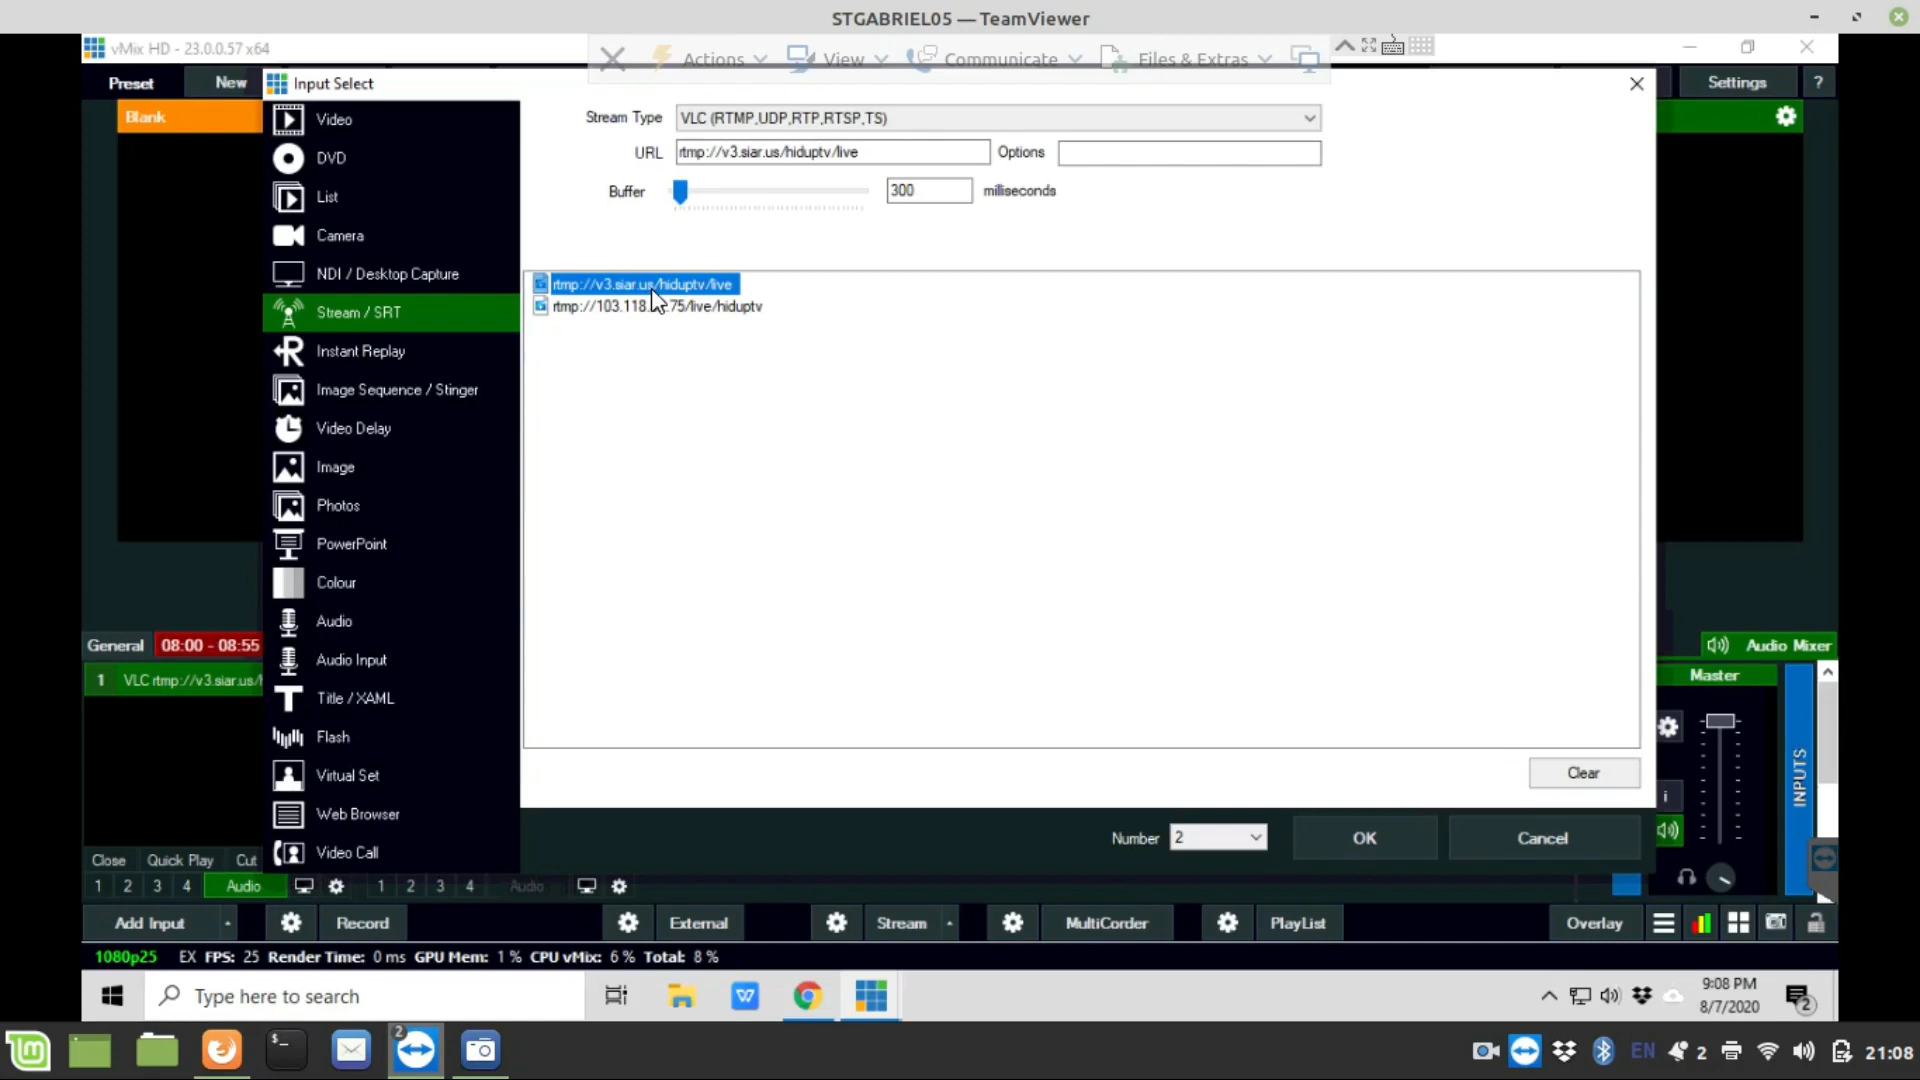 STGABRIEL05 — TeamViewer
vMix HD - 23.0.0.57 x64
Actions View Communicate Files & Extras
Preset New Input Select Settings ?
Blank
Video
DVD
List
Camera
NDI / Desktop Capture
Stream / SRT
Instant Replay
Image Sequence / Stinger
Video Delay
Image
Photos
PowerPoint
Colour
Audio
Audio Input
Title / XAML
Flash
Virtual Set
Web Browser
Video Call
Stream Type VLC (RTMP,UDP,RTP,RTSP,TS)
URL rtmp://v3.siar.us/hiduptv/live Options
Buffer 300 milliseconds
rtmp://v3.siar.us/hiduptv/live
rtmp://103.118. .75/live/hiduptv
Clear
Number 2 OK Cancel
General 08:00 - 08:55
1 VLC rtmp://v3.siar.us/
Audio Mixer
Master
INPUTS
i
Close Quick Play Cut
1 2 3 4 Audio 1 2 3 4 Audio
Add Input Record External Stream MultiCorder PlayList Overlay
1080p25 EX FPS: 25 Render Time: 0 ms GPU Mem: 1 % CPU vMix: 6 % Total: 8 %
Type here to search
9:08 PM
8/7/2020
2
2
EN 2 21:08